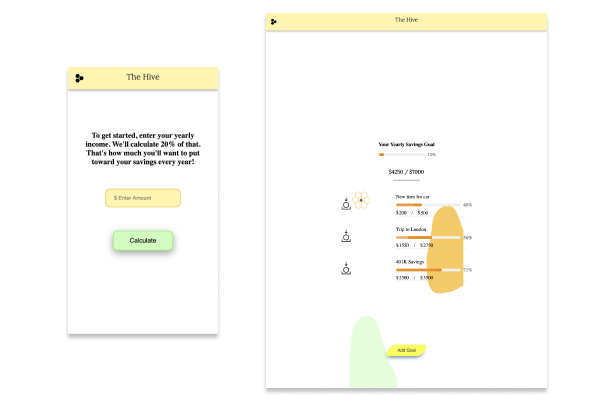 The Hive
To get started, enter your yearly
income. We'll calculate 20% of that.
That's how much you'll want to put
toward your savings every year!
$ Enter Amount
Calculate
The Hive
Your Yearly Savings Goal
12%
$4250 / $7000
New tires for car
40%
$200 / $500
Trip to London
56%
$1550 / $2750
401K Savings
71%
$2500 / $3500
Add Goal